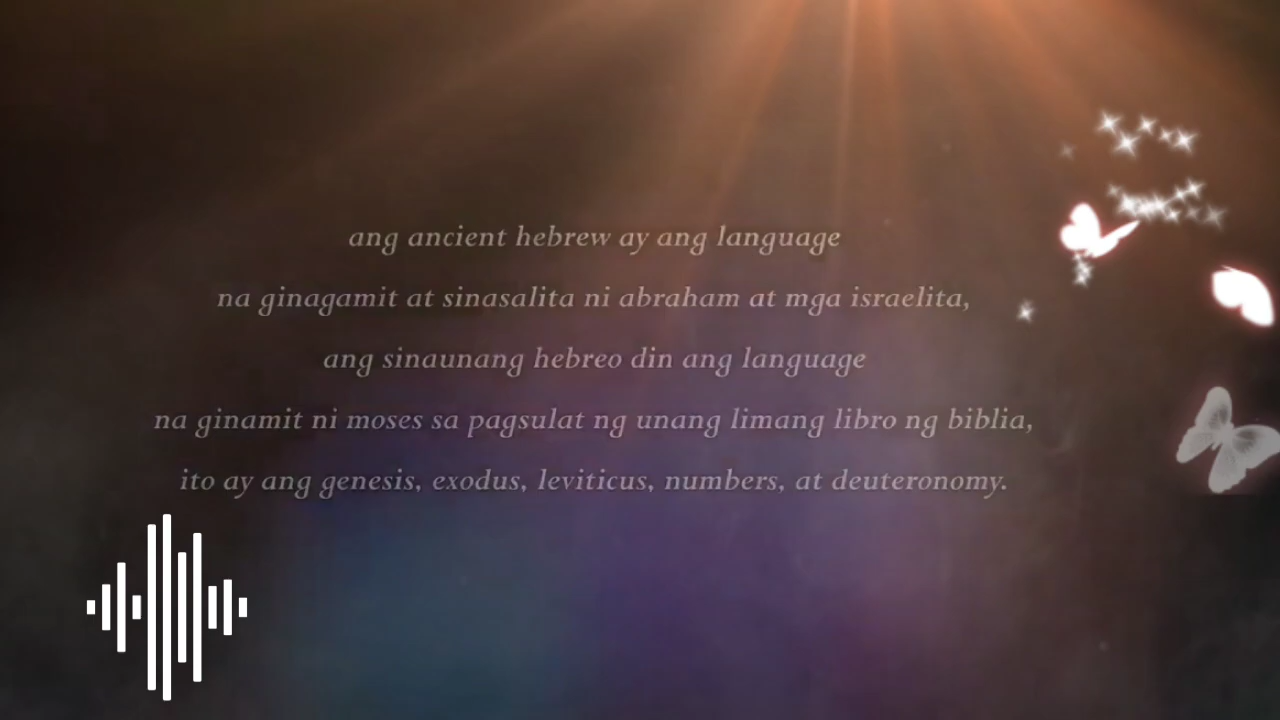 ang ancient hebrew ay ang language
na ginagamit at sinasalita ni abraham at mga israelita,
ang sinaunang hebreo din ang language
na ginamit ni moses sa pagsulat ng unang limang libro ng biblia,
ito ay ang genesis, exodus, leviticus, numbers, at deuteronomy.